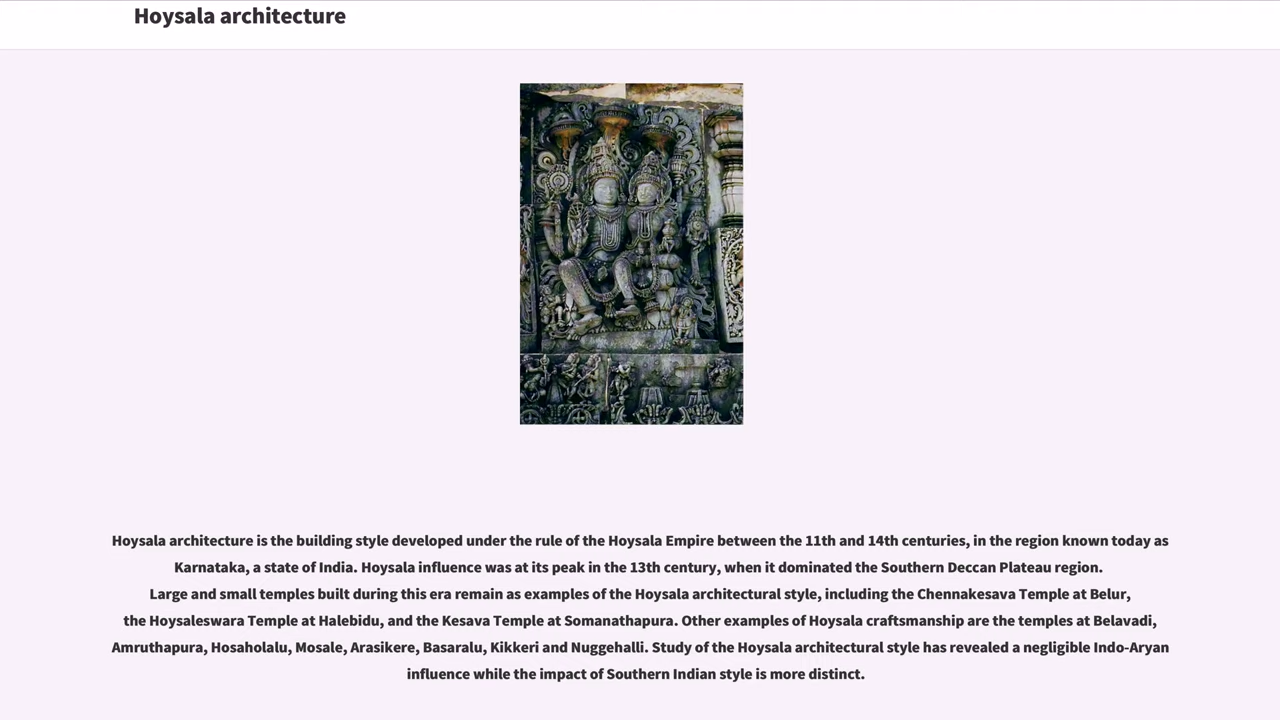 Hoysala architecture
Hoysala architecture is the building style developed under the rule of the Hoysala Empire between the 11th and 14th centuries, in the region known today as
Karnataka, a state of India. Hoysala influence was at its peak in the 13th century, when it dominated the Southern Deccan Plateau region.
Large and small temples built during this era remain as examples of the Hoysala architectural style, including the Chennakesava Temple at Belur,
the Hoysaleswara Temple at Halebidu, and the Kesava Temple at Somanathapura. Other examples of Hoysala craftsmanship are the temples at Belavadi,
Amruthapura, Hosaholalu, Mosale, Arasikere, Basaralu, Kikkeri and Nuggehalli. Study of the Hoysala architectural style has revealed a negligible Indo-Aryan
influence while the impact of Southern Indian style is more distinct.